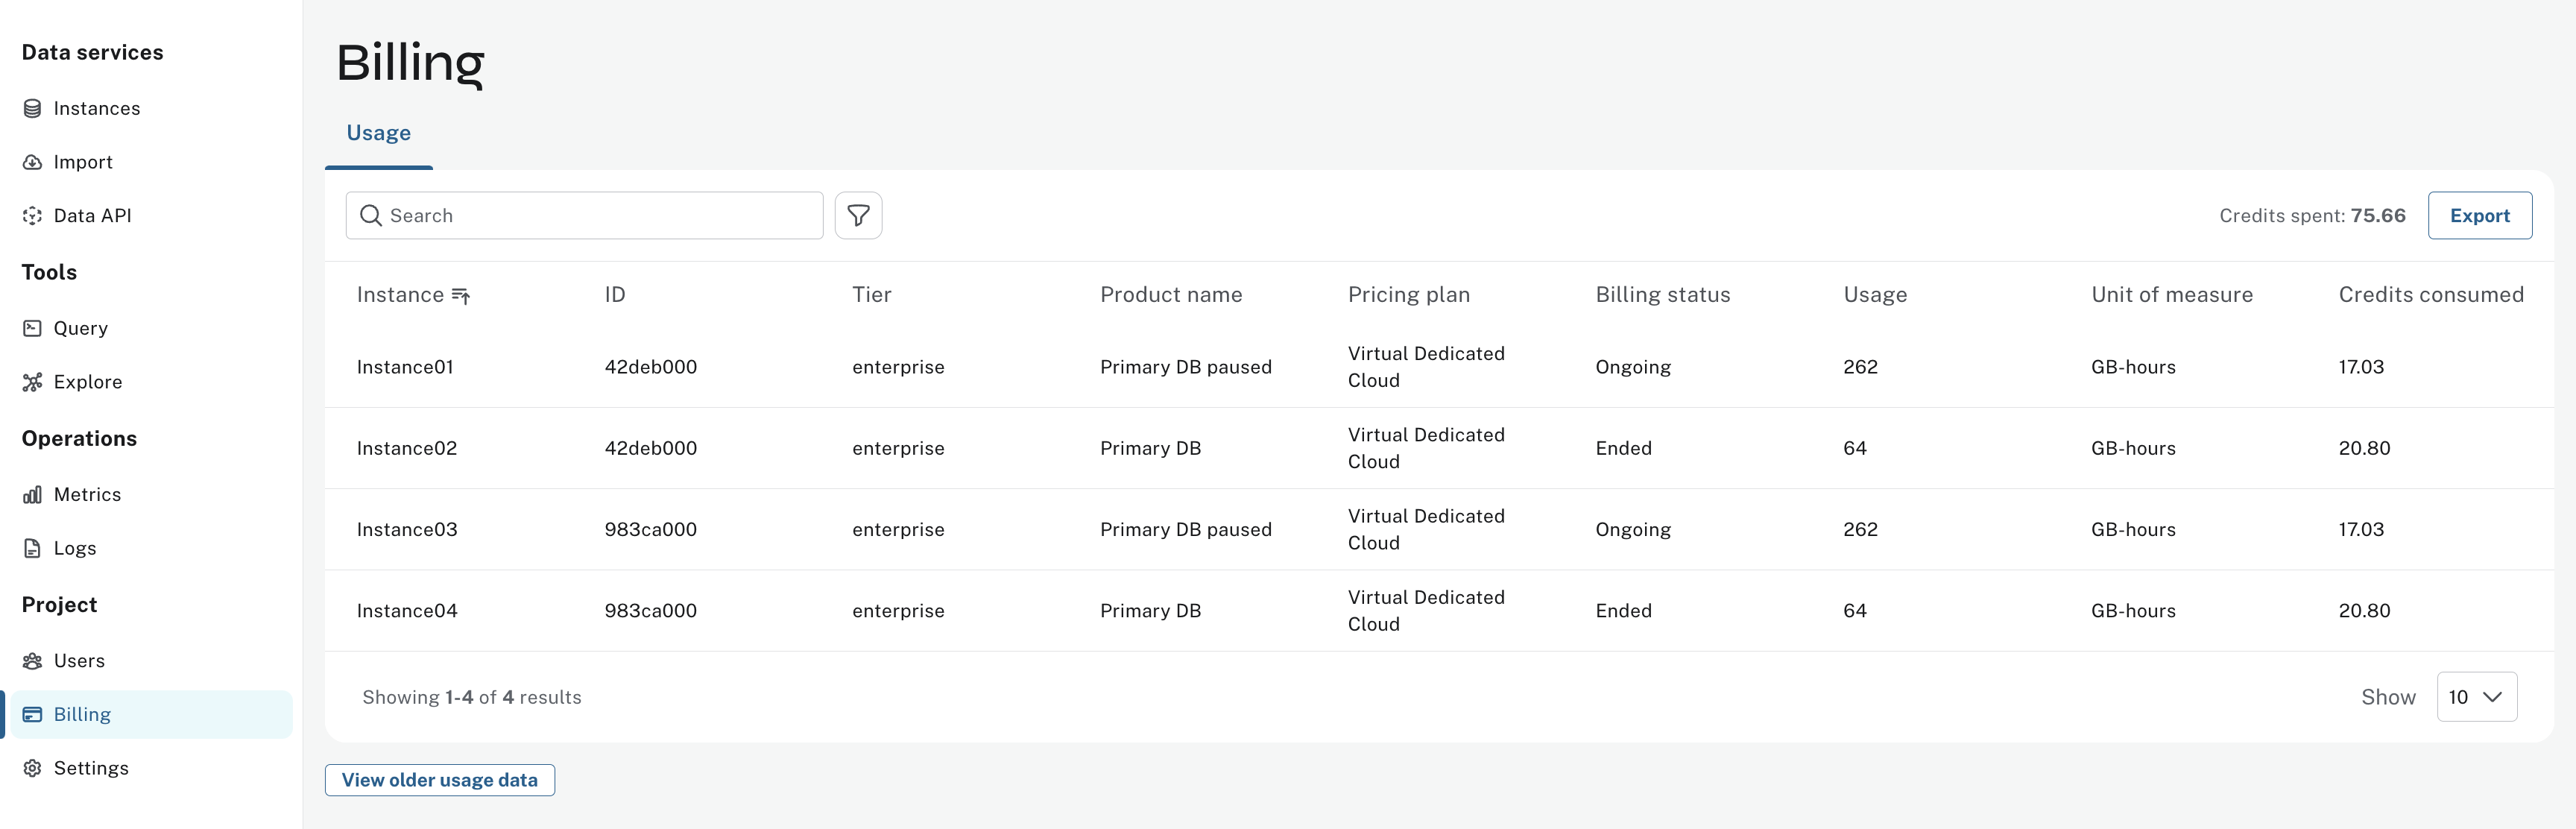 Data services
Instances
Import
Data API
Tools
Query
Explore
Operations
Metrics
Logs
Project
Users
Billing
Settings
Billing
Usage
Search
Credits spent: 75.66
Export
Instance ID Tier Product name Pricing plan Billing status Usage Unit of measure Credits consumed
Instance01 42deb000 enterprise Primary DB paused Virtual Dedicated Cloud Ongoing 262 GB-hours 17.03
Instance02 42deb000 enterprise Primary DB Virtual Dedicated Cloud Ended 64 GB-hours 20.80
Instance03 983ca000 enterprise Primary DB paused Virtual Dedicated Cloud Ongoing 262 GB-hours 17.03
Instance04 983ca000 enterprise Primary DB Virtual Dedicated Cloud Ended 64 GB-hours 20.80
Showing 1-4 of 4 results
Show 10
View older usage data